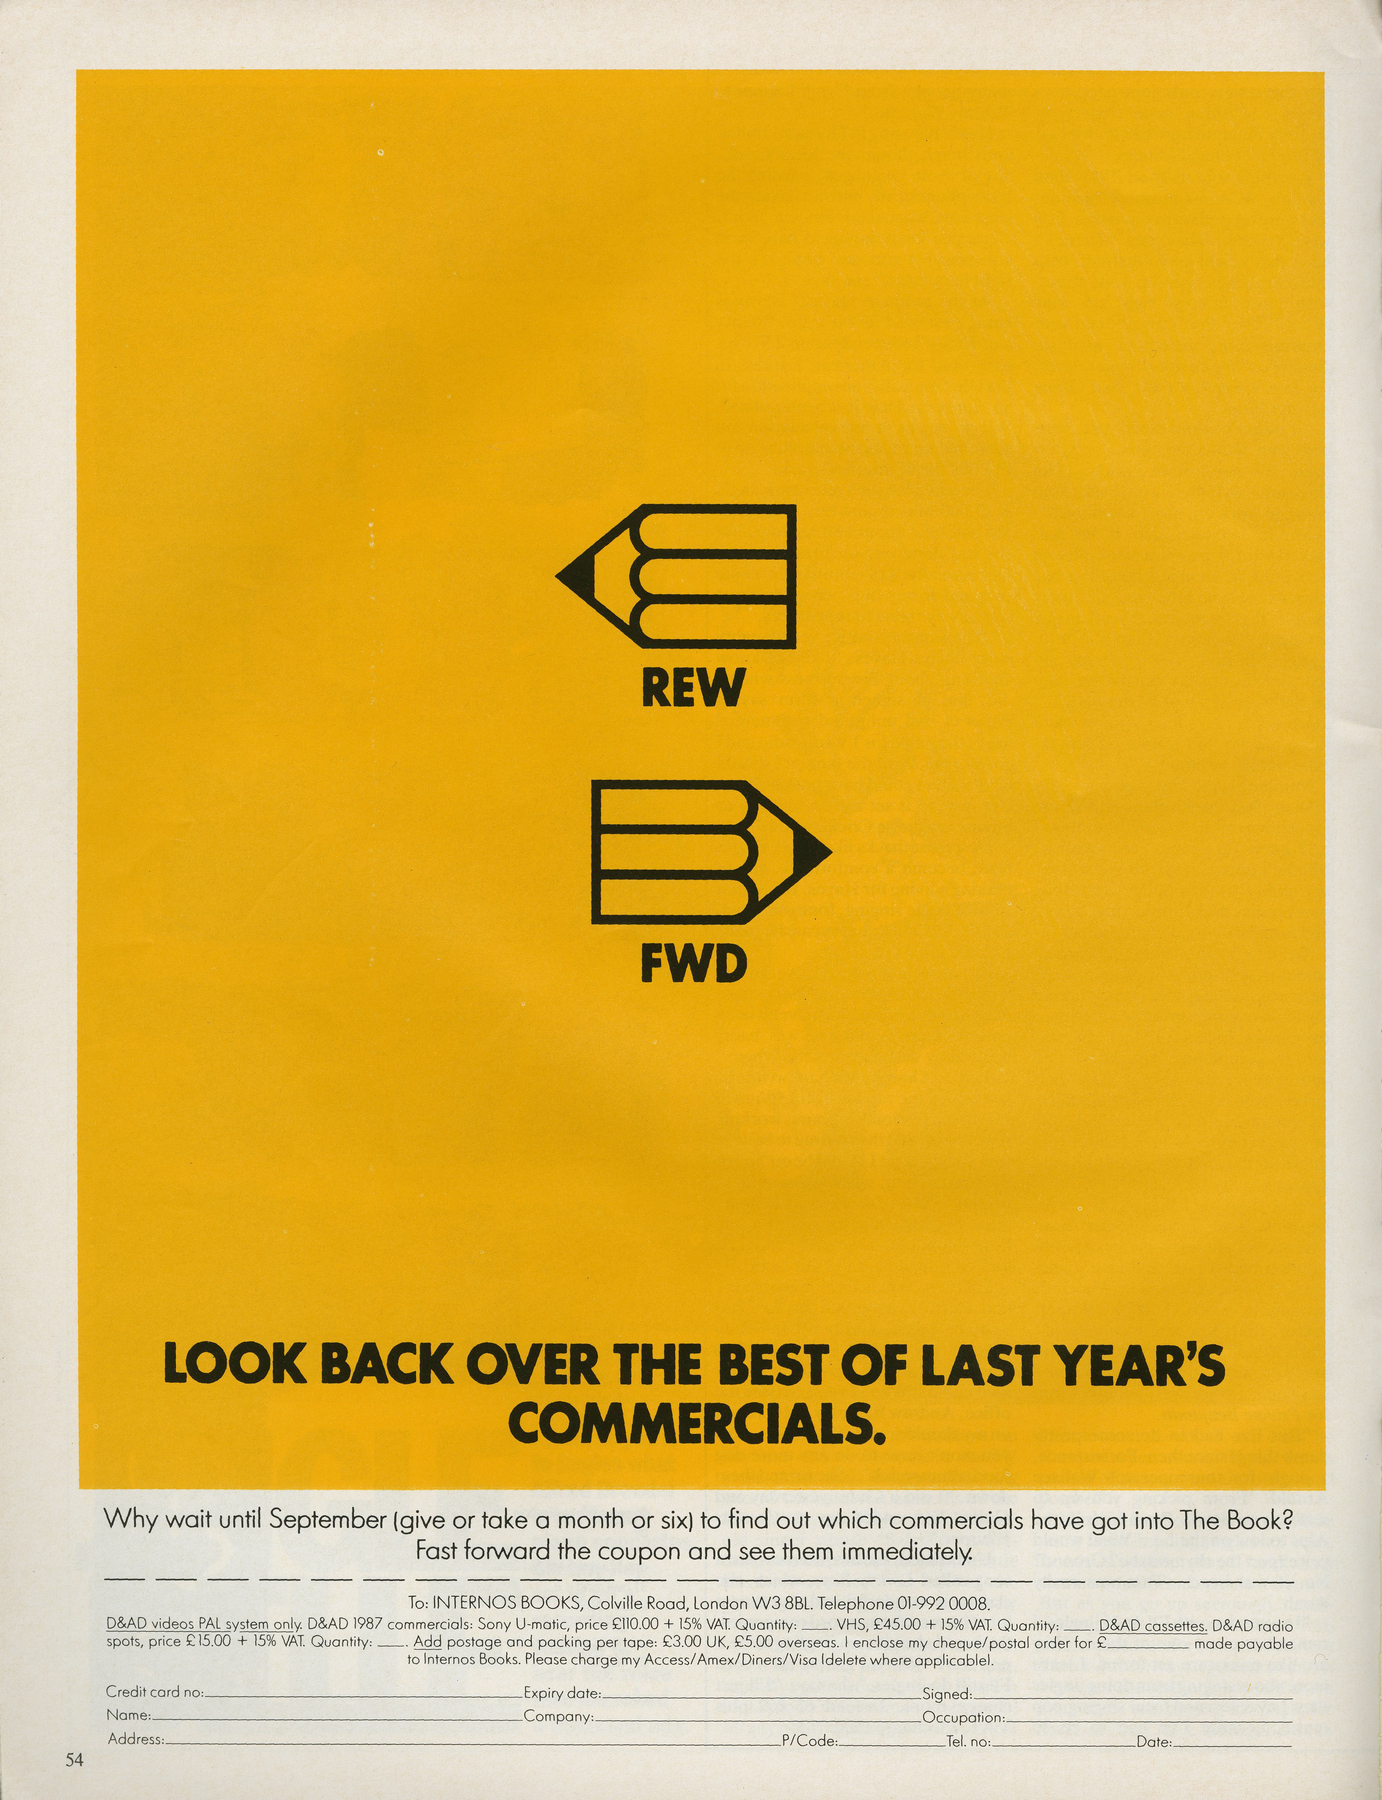 REW
FWD
LOOK BACK OVER THE BEST OF LAST YEAR'S
COMMERCIALS.
Why wait until September (give or take a month or six) to find out which commercials have got into The Book?
Fast forward the coupon and see them immediately.
To: INTERNOS BOOKS, Colville Road, London W3 8BL. Telephone 01-992 0008.
D&AD videos PAL system only. D&AD 1987 commercials: Sony U-matic, price £110.00 + 15% VAT. Quantity: ____. VHS, £45.00 + 15% VAT. Quantity: ____. D&AD cassettes. D&AD radio
spots, price £15.00 + 15% VAT. Quantity: ____. Add postage and packing per tape: £3.00 UK, £5.00 overseas. I enclose my cheque/postal order for £__________ made payable
to Internos Books. Please charge my Access/Amex/Diners/Visa (delete where applicable).
Credit card no: Expiry date: Signed:
Name: Company: Occupation:
Address: P/Code: Tel. no: Date:
54